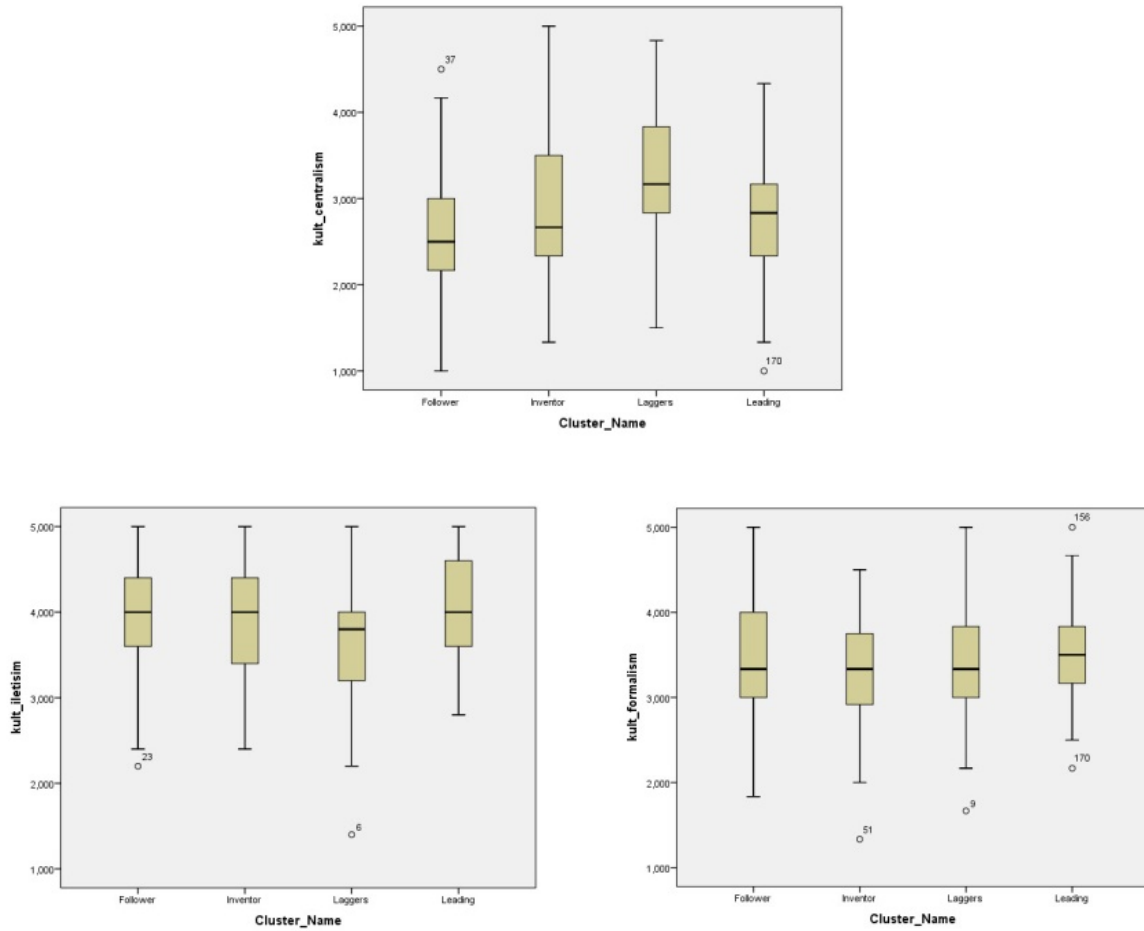 5,000
37
4,000
3,000
2,000
170
1,000
kult_centralism
Follower Inventor Laggers Leading
Cluster_Name
5,000
4,000
3,000
23
2,000
6
1,000
kult_iletisim
Follower Inventor Laggers Leading
Cluster_Name
156
5,000
4,000
3,000
170
2,000
9
51
1,000
kult_formalism
Follower Inventor Laggers Leading
Cluster_Name